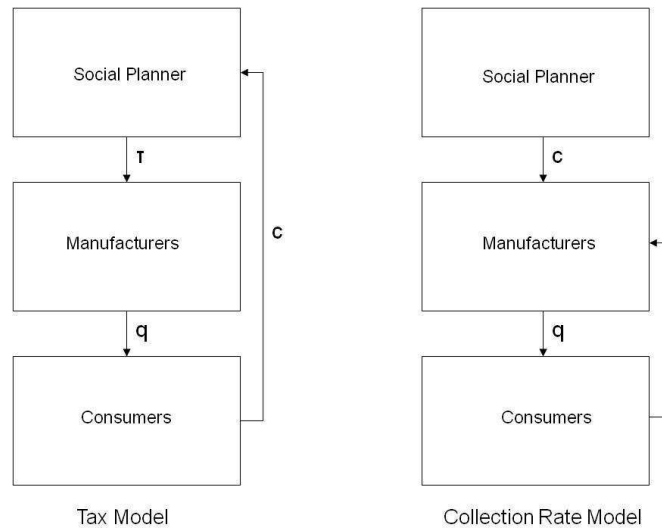 Social Planner
T
Manufacturers
q
Consumers
c
Tax Model
Social Planner
c
Manufacturers
q
Consumers
Collection Rate Model